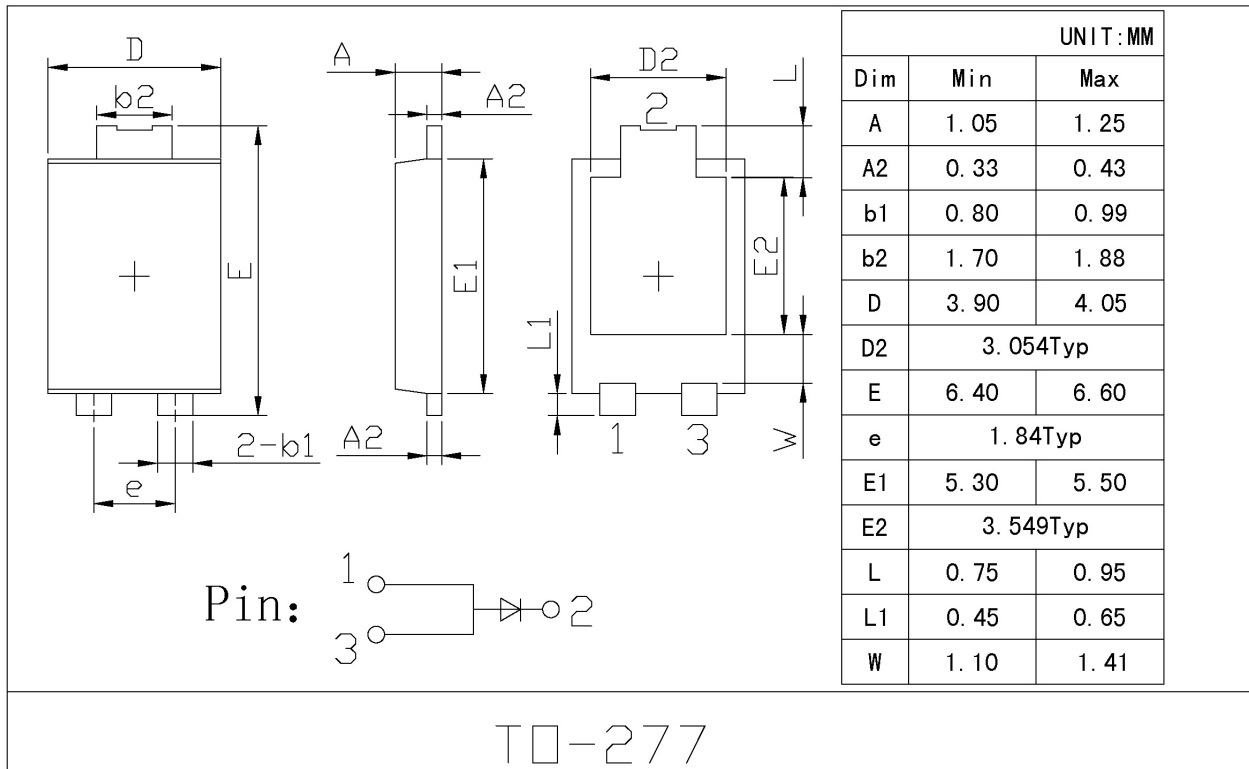 D
b2
E
2-b1
e
A
A2
E1
A2
D2
L
2
E2
L1
W
1 3
Pin:
1
3
2
UNIT:MM
Dim Min Max
A 1.05 1.25
A2 0.33 0.43
b1 0.80 0.99
b2 1.70 1.88
D 3.90 4.05
D2 3.054Typ
E 6.40 6.60
e 1.84Typ
E1 5.30 5.50
E2 3.549Typ
L 0.75 0.95
L1 0.45 0.65
W 1.10 1.41
TO-277